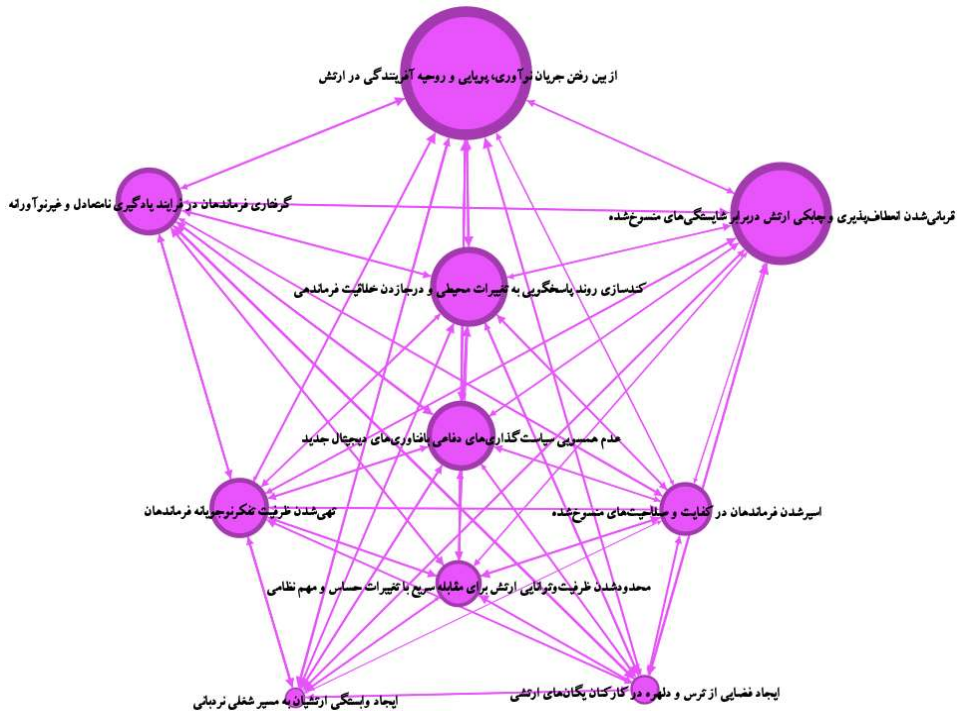 از بین رفتن جریان نوآوری، پویایی و روحیه آفرینندگی در ارتش
گرفتاری فرماندهان در فرایند یادگیری نامتعادل و غیرنوآورانه
قربانی‌شدن انعطاف‌پذیری و چابکی ارتش دربرابر شایستگی‌های منسوخ‌شده
کندسازی روند پاسخگویی به تغییرات محیطی و درجازدن خلاقیت فرماندهی
عدم همسویی سیاست‌گذاری‌های دفاعی بافناوری‌های دیجیتال جدید
تهی‌شدن ظرفیت تفکرنوجویانه فرماندهان
اسیرشدن فرماندهان در کفایت و صلاحیت‌های منسوخ‌شده
محدودشدن ظرفیت‌وتوانایی ارتش برای مقابله سریع با تغییرات حساس و مهم نظامی
ایجاد فضایی از ترس و دلهره در کارکنان یگان‌های ارتشی
ایجاد وابستگی ارتشیان به مسیر شغلی نردبانی